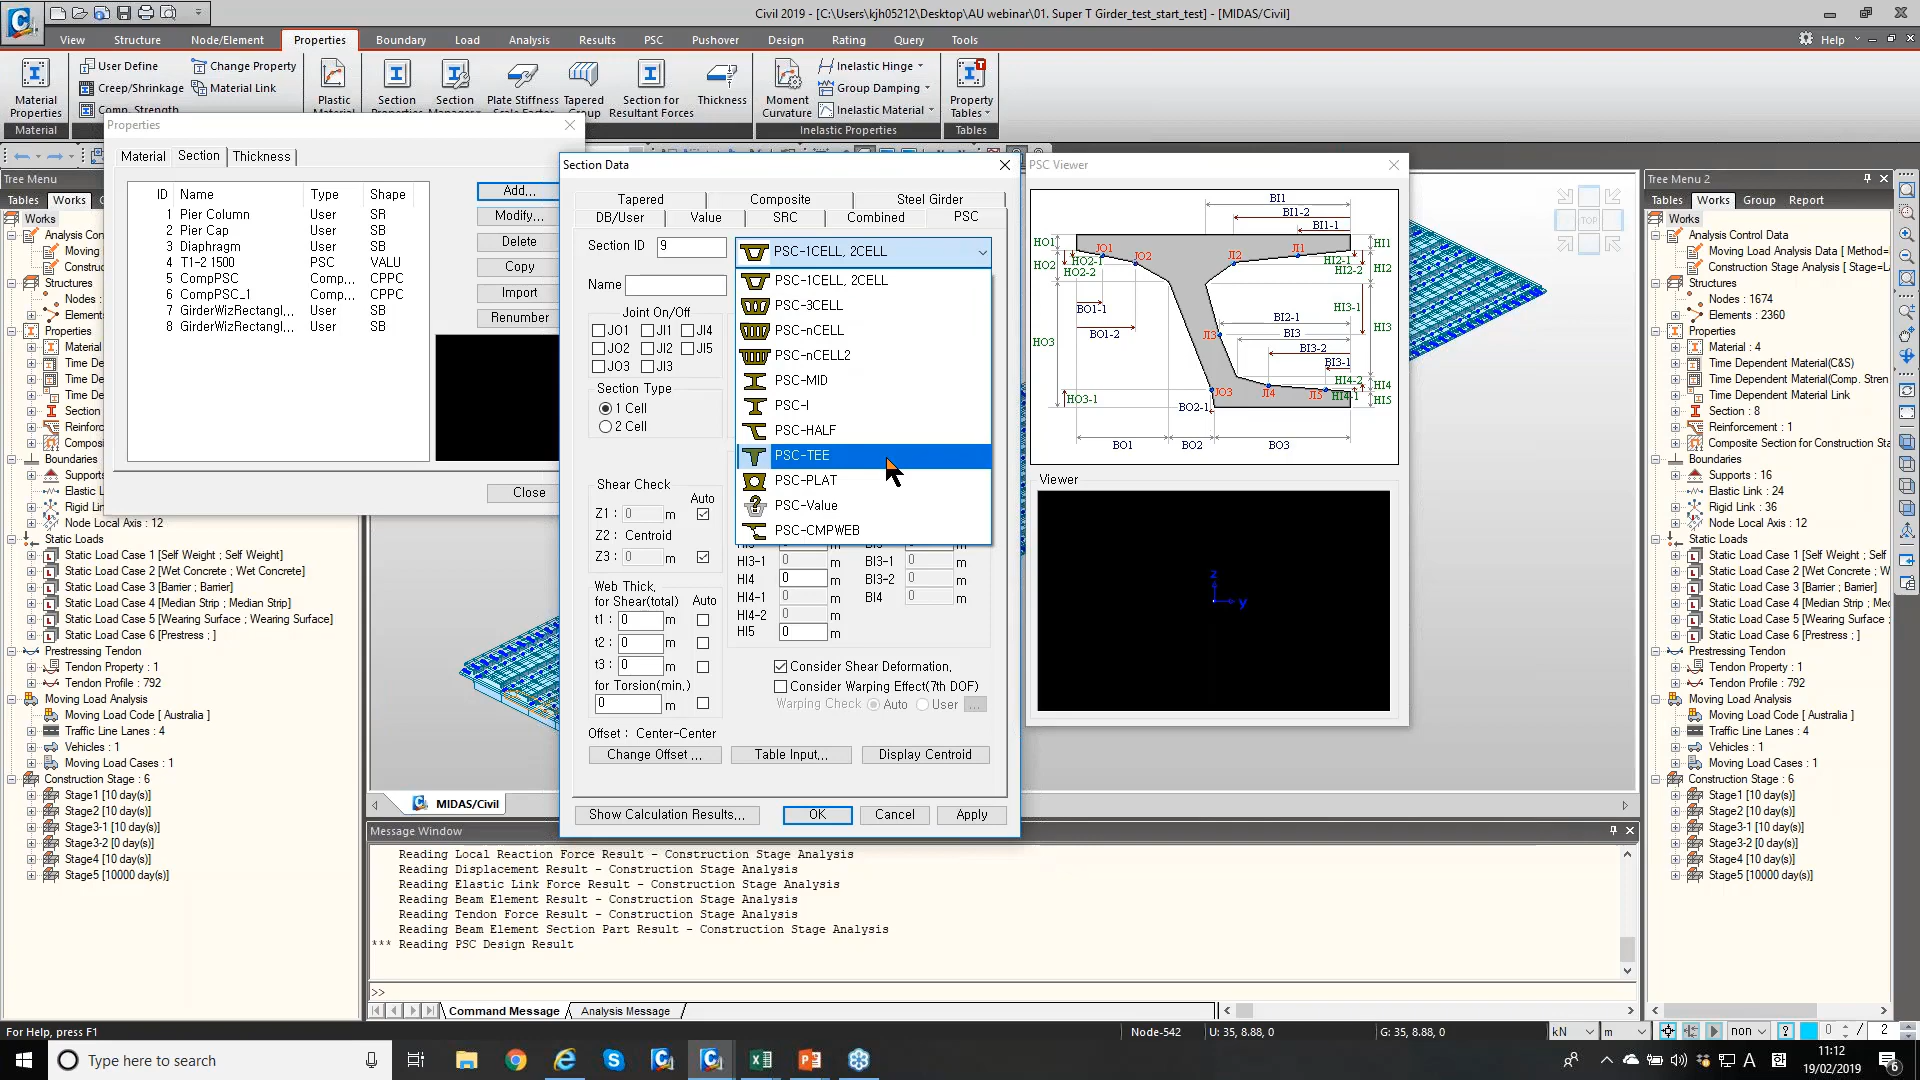 Civil 2019 - [C:\Users\kjh05212\Desktop\AU webinar\01. Super T Girder_test_start_test] - [MIDAS/Civil]
View Structure Node/Element Properties Boundary Load Analysis Results PSC Pushover Design Rating Query Tools Help
User Define Change Property Inelastic Hinge
Creep/Shrinkage Material Link Group Damping
Comp. Strength Inelastic Material
Material Properties
Plastic Material
Section Properties
Section Manager
Plate Stiffness Scale Factor
Tapered Group
Section for Resultant Forces
Thickness
Moment Curvature
Property Tables
Material Inelastic Properties Tables
Properties
Material Section Thickness
ID Name Type Shape
1 Pier Column User SR
2 Pier Cap User SB
3 Diaphragm User SB
4 T1-2 1500 PSC VALU
5 CompPSC Comp... CPPC
6 CompPSC_1 Comp... CPPC
7 GirderWizRectangl... User SB
8 GirderWizRectangl... User SB
Add...
Modify...
Delete
Copy
Import
Renumber
Close
Tree Menu
Tables Works
Works
Analysis Con
Moving
Construc
Structures
Nodes :
Element
Properties
Material
Time De
Time De
Time De
Section
Reinforc
Composi
Boundaries
Supports
Elastic L
Rigid Link
Node Local Axis : 12
Static Loads
Static Load Case 1 [Self Weight ; Self Weight]
Static Load Case 2 [Wet Concrete ; Wet Concrete]
Static Load Case 3 [Barrier ; Barrier]
Static Load Case 4 [Median Strip ; Median Strip]
Static Load Case 5 [Wearing Surface ; Wearing Surface]
Static Load Case 6 [Prestress ; ]
Prestressing Tendon
Tendon Property : 1
Tendon Profile : 792
Moving Load Analysis
Moving Load Code [ Australia ]
Traffic Line Lanes : 4
Vehicles : 1
Moving Load Cases : 1
Construction Stage : 6
Stage1 [10 day(s)]
Stage2 [10 day(s)]
Stage3-1 [10 day(s)]
Stage3-2 [0 day(s)]
Stage4 [10 day(s)]
Stage5 [10000 day(s)]
Section Data
Tapered Composite Steel Girder
DB/User Value SRC Combined PSC
Section ID 9
PSC-1CELL, 2CELL
Name
Joint On/Off
JO1 JI1 JI4
JO2 JI2 JI5
JO3 JI3
Section Type
1 Cell
2 Cell
PSC-1CELL, 2CELL
PSC-3CELL
PSC-nCELL
PSC-nCELL2
PSC-MID
PSC-I
PSC-HALF
PSC-TEE
PSC-PLAT
PSC-Value
PSC-CMPWEB
Shear Check
Auto
Z1 : 0 m
Z2 : Centroid
Z3 : 0 m
Web Thick.
for Shear(total) Auto
t1 : 0 m
t2 : 0 m
t3 : 0 m
for Torsion(min.)
0 m
HI3-1 0 m BI3-1 0 m
HI4 0 m BI3-2 0 m
HI4-1 0 m BI4 0 m
HI4-2 0 m
HI5 0 m
Consider Shear Deformation.
Consider Warping Effect(7th DOF)
Warping Check Auto User ...
Offset : Center-Center
Change Offset ... Table Input... Display Centroid
Show Calculation Results... OK Cancel Apply
PSC Viewer
BI1
BI1-2
BI1-1
HO1 JO1 JI2 JI1 HI1
HO2 HO2-1 JO2 HI2-1 HI2
HO2-2 HI2-2
BO1-1 HI3-1
BI2-1
BO1-2 JI3 BI3 HI3
HO3 BI3-2
BI3-1
HI4-2 HI4
HO3-1 JO3 JI4 JI5 HI4-1 HI5
BO2-1
BO1 BO2 BO3
Viewer
z
y
TOP
Tree Menu 2
Tables Works Group Report
Works
Analysis Control Data
Moving Load Analysis Data [ Method=
Construction Stage Analysis [ Stage=L
Structures
Nodes : 1674
Elements : 2360
Properties
Material : 4
Time Dependent Material(C&S)
Time Dependent Material(Comp. Stren
Time Dependent Material Link
Section : 8
Reinforcement : 1
Composite Section for Construction Sta
Boundaries
Supports : 16
Elastic Link : 24
Rigid Link : 36
Node Local Axis : 12
Static Loads
Static Load Case 1 [Self Weight ; Self
Static Load Case 2 [Wet Concrete ; W
Static Load Case 3 [Barrier ; Barrier]
Static Load Case 4 [Median Strip ; Med
Static Load Case 5 [Wearing Surface ;
Static Load Case 6 [Prestress ; ]
Prestressing Tendon
Tendon Property : 1
Tendon Profile : 792
Moving Load Analysis
Moving Load Code [ Australia ]
Traffic Line Lanes : 4
Vehicles : 1
Moving Load Cases : 1
Construction Stage : 6
Stage1 [10 day(s)]
Stage2 [10 day(s)]
Stage3-1 [10 day(s)]
Stage3-2 [0 day(s)]
Stage4 [10 day(s)]
Stage5 [10000 day(s)]
MIDAS/Civil
Message Window
Reading Local Reaction Force Result - Construction Stage Analysis
Reading Displacement Result - Construction Stage Analysis
Reading Elastic Link Force Result - Construction Stage Analysis
Reading Beam Element Result - Construction Stage Analysis
Reading Tendon Force Result - Construction Stage Analysis
Reading Beam Element Section Part Result - Construction Stage Analysis
*** Reading PSC Design Result
>>
Command Message Analysis Message
For Help, press F1 Node-542 U: 35, 8.88, 0 G: 35, 8.88, 0 kN m non ? 0 / 2
Type here to search
A
11:12
19/02/2019
6